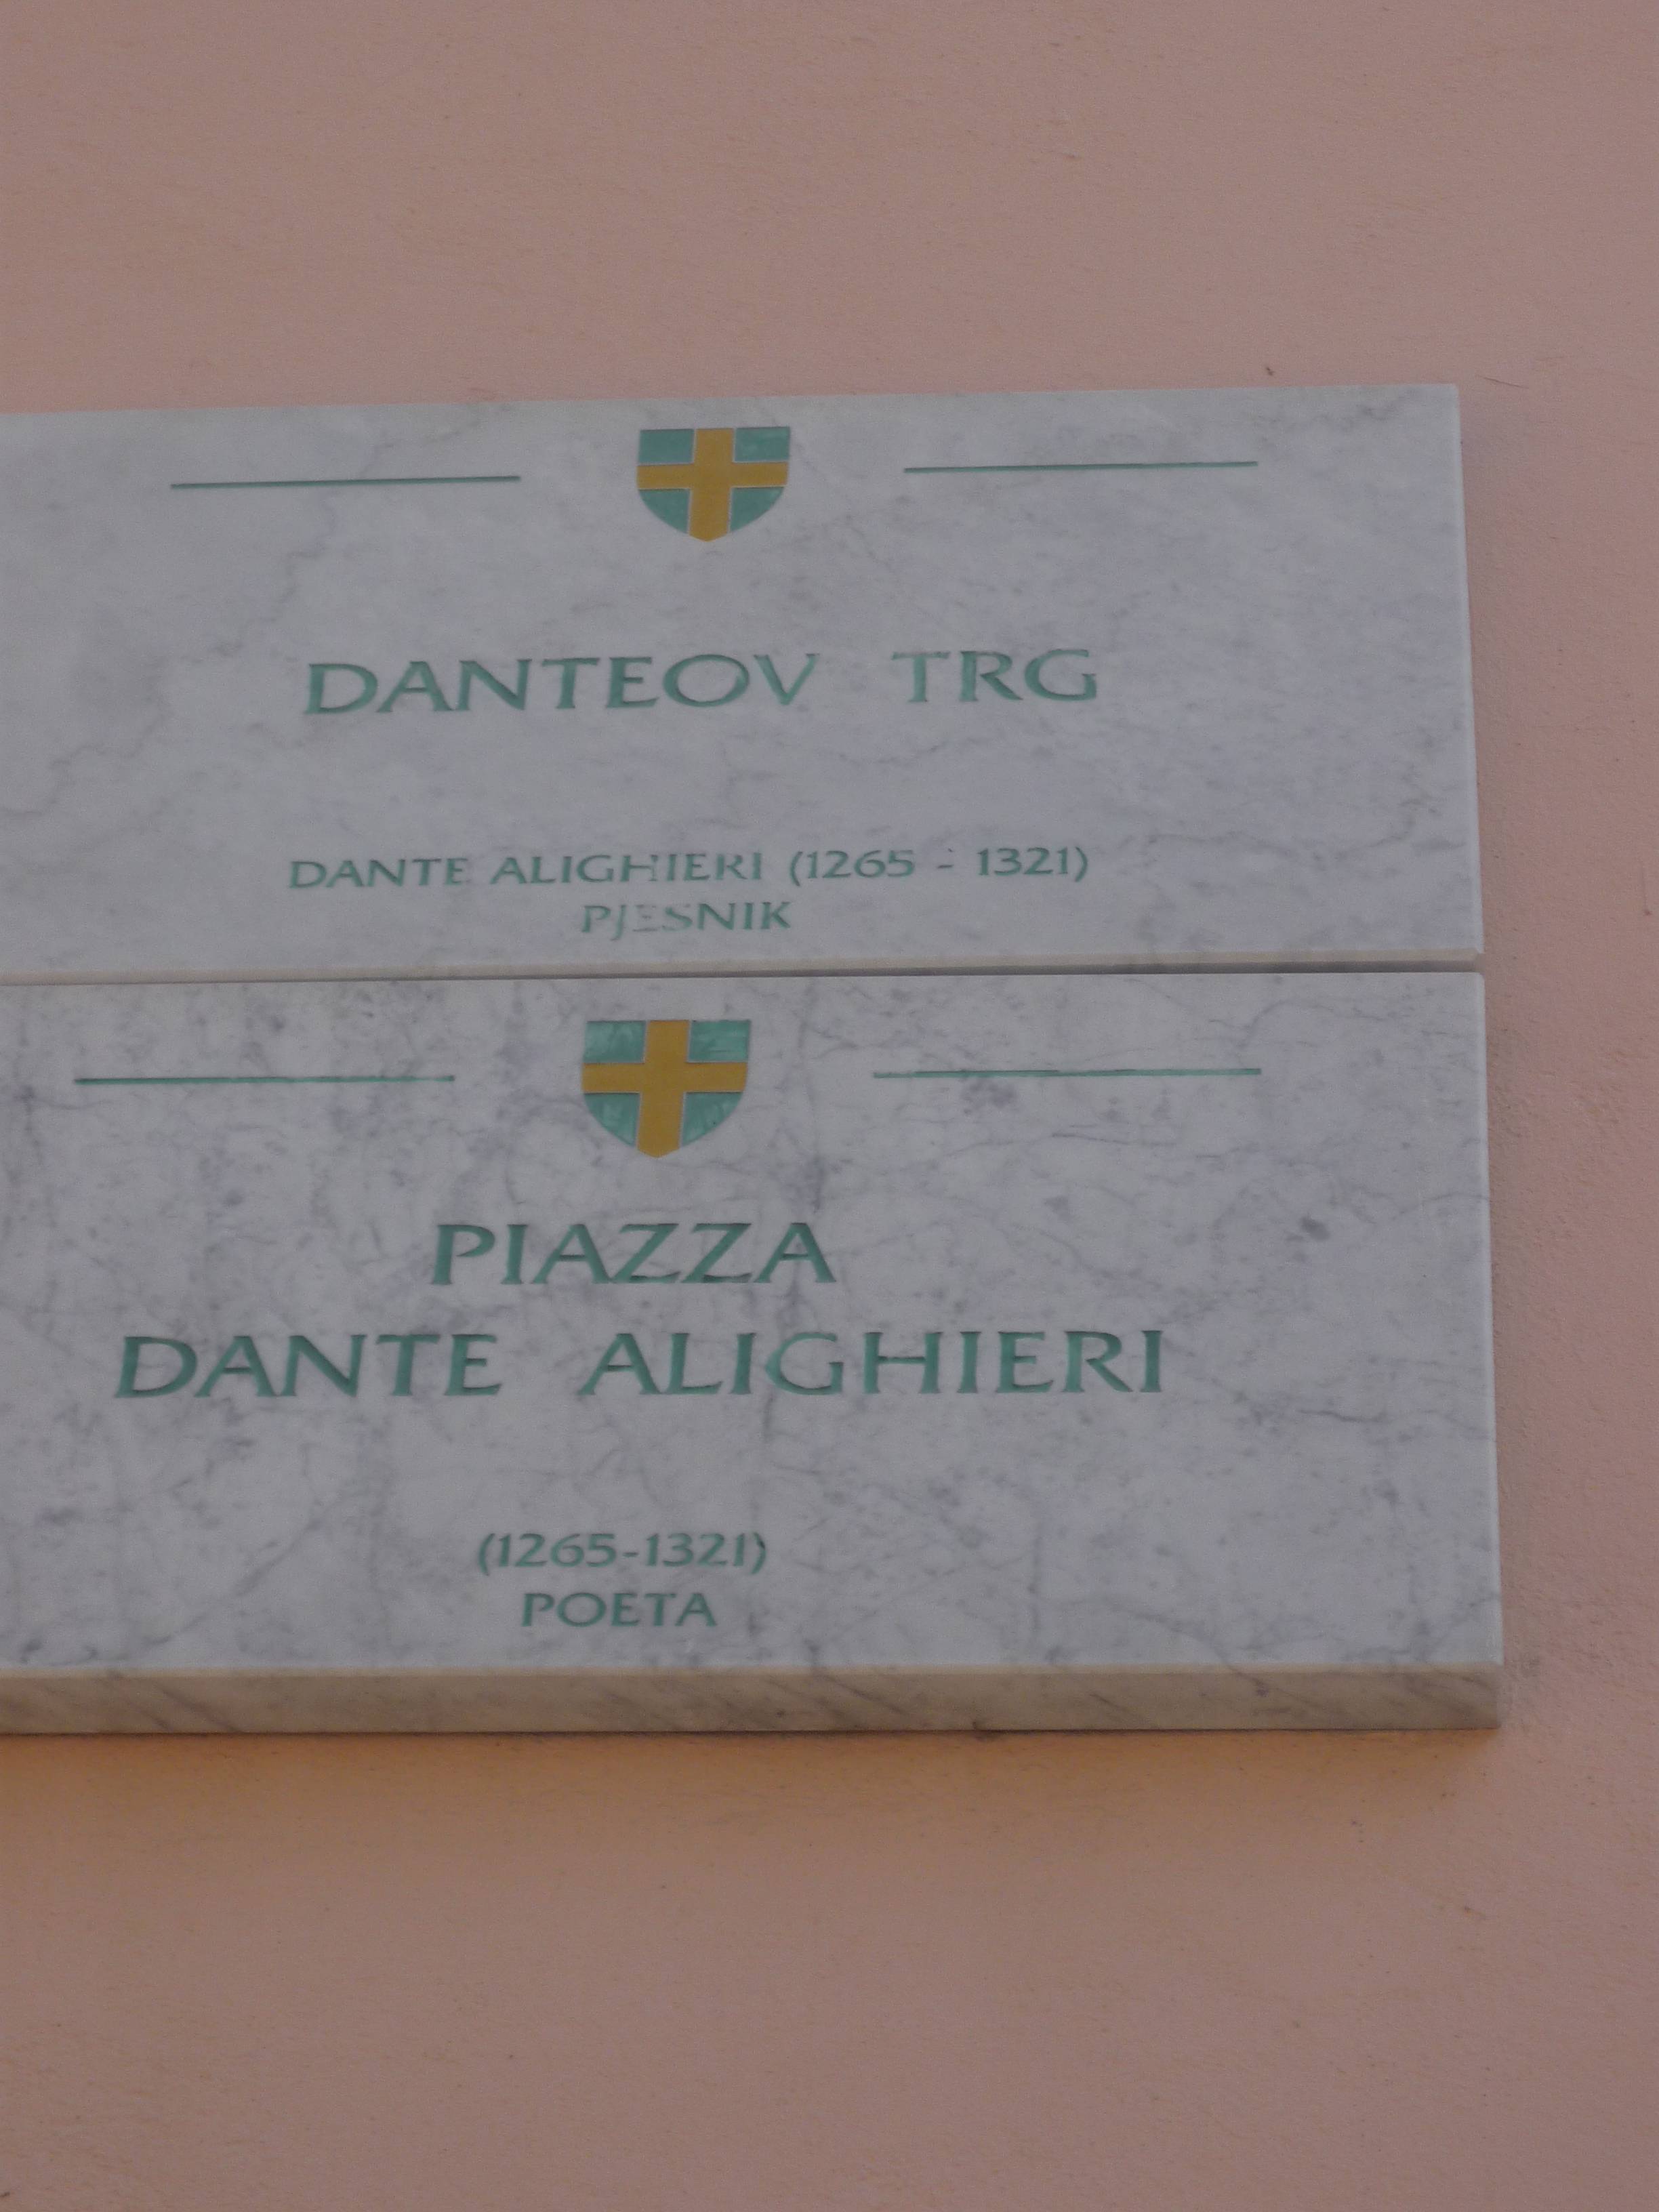 DANTEOV TRG
DANTE ALIGHIERI (1265 - 1321)
PJESNIK
PIAZZA
DANTE ALIGHIERI
(1265-1321)
POETA